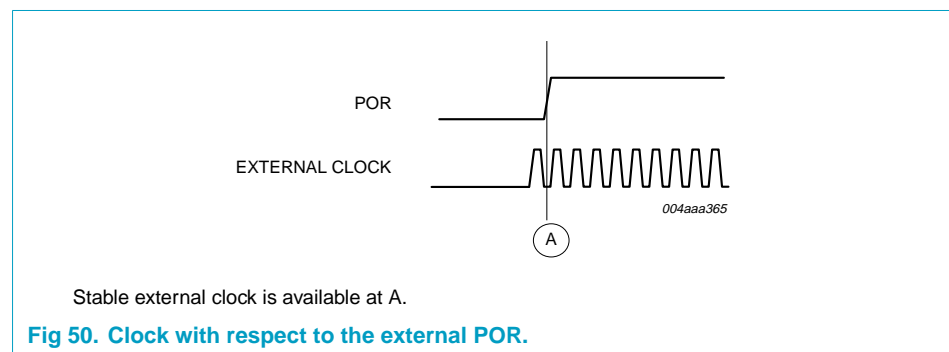 POR
EXTERNAL CLOCK
004aaa365
A
Stable external clock is available at A.
Fig 50. Clock with respect to the external POR.